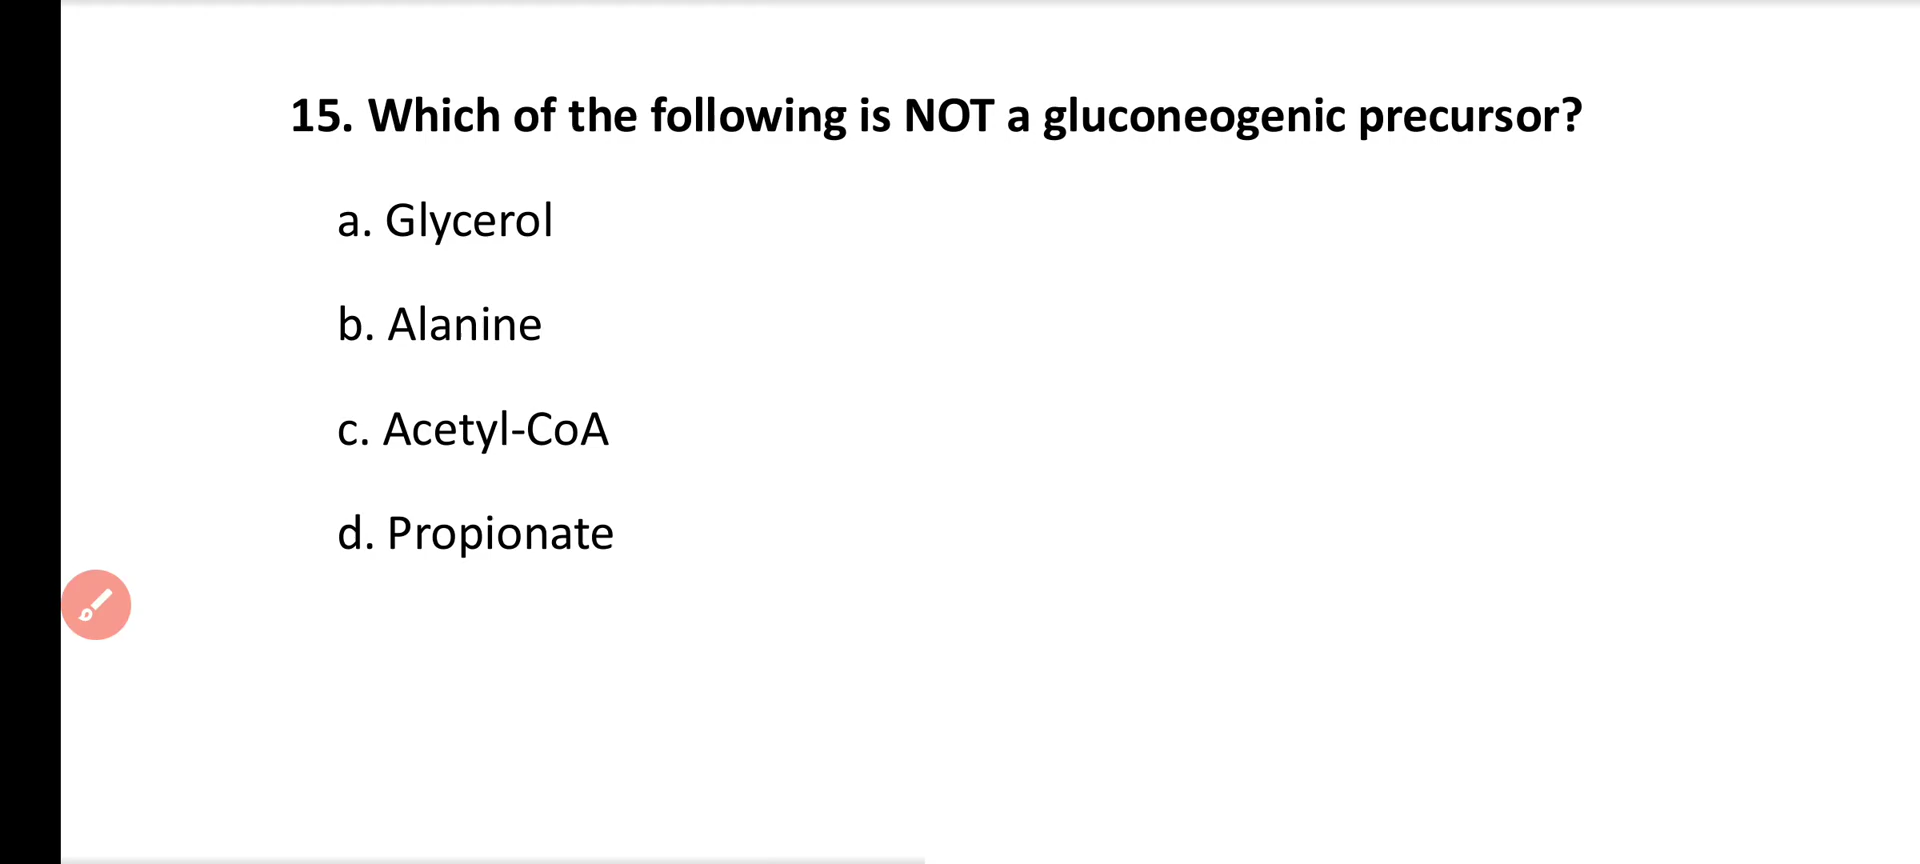 15. Which of the following is NOT a gluconeogenic precursor?
a. Glycerol
b. Alanine
c. Acetyl-CoA
d. Propionate